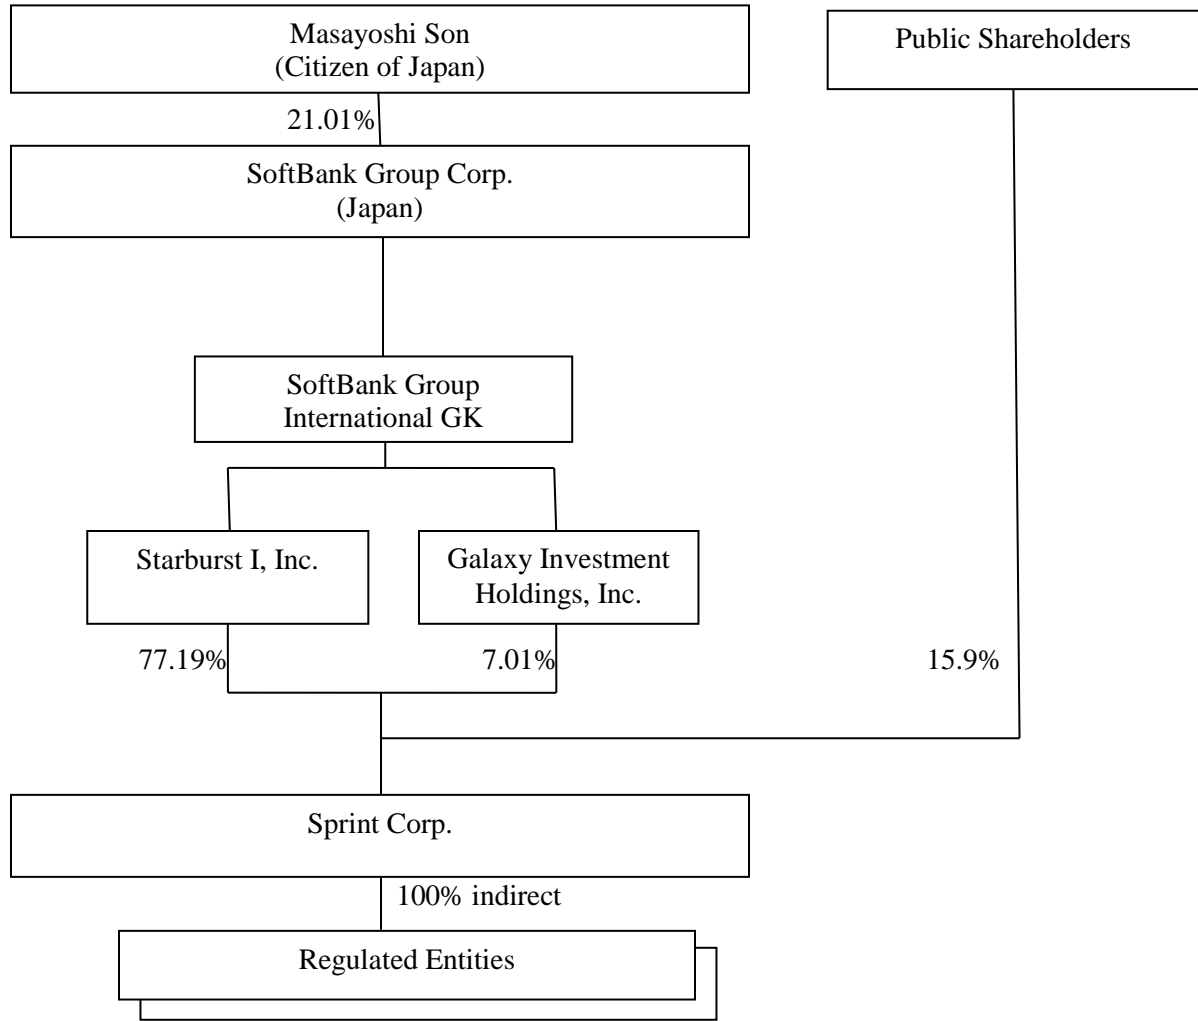 Masayoshi Son
(Citizen of Japan)
Public Shareholders
21.01%
SoftBank Group Corp.
(Japan)
SoftBank Group
International GK
Starburst I, Inc.
Galaxy Investment
Holdings, Inc.
77.19%
7.01%
15.9%
Sprint Corp.
100% indirect
Regulated Entities